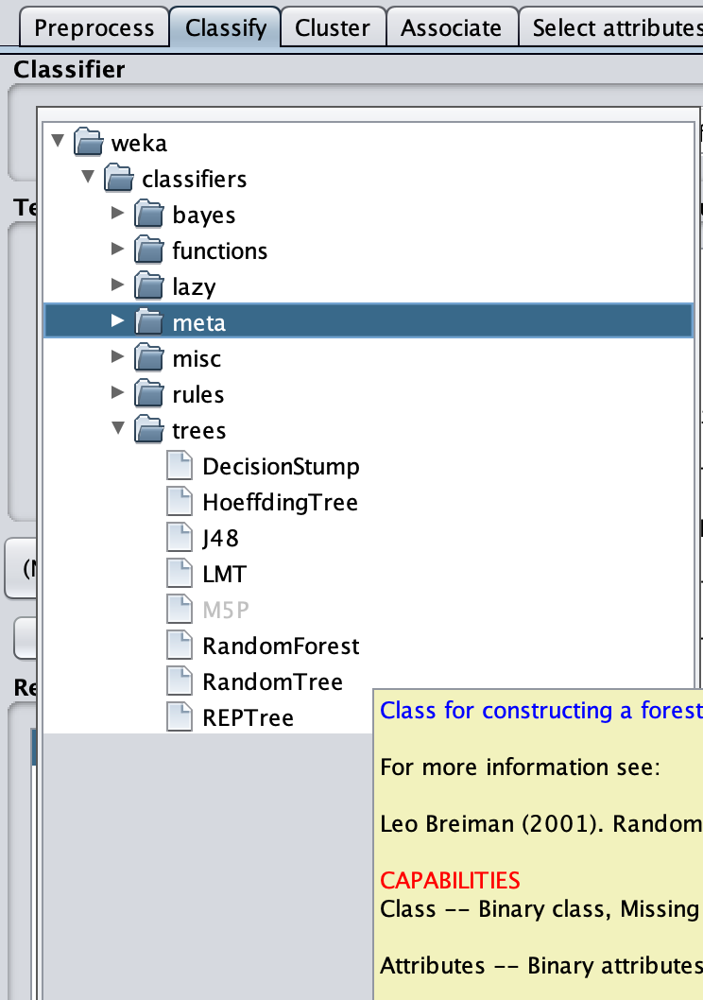 Preprocess Classify Cluster Associate Select attributes
Classifier
weka
classifiers
bayes
functions
lazy
meta
misc
rules
trees
DecisionStump
HoeffdingTree
J48
LMT
M5P
RandomForest
RandomTree
REPTree
Class for constructing a forest
For more information see:
Leo Breiman (2001). Random
CAPABILITIES
Class -- Binary class, Missing
Attributes -- Binary attributes